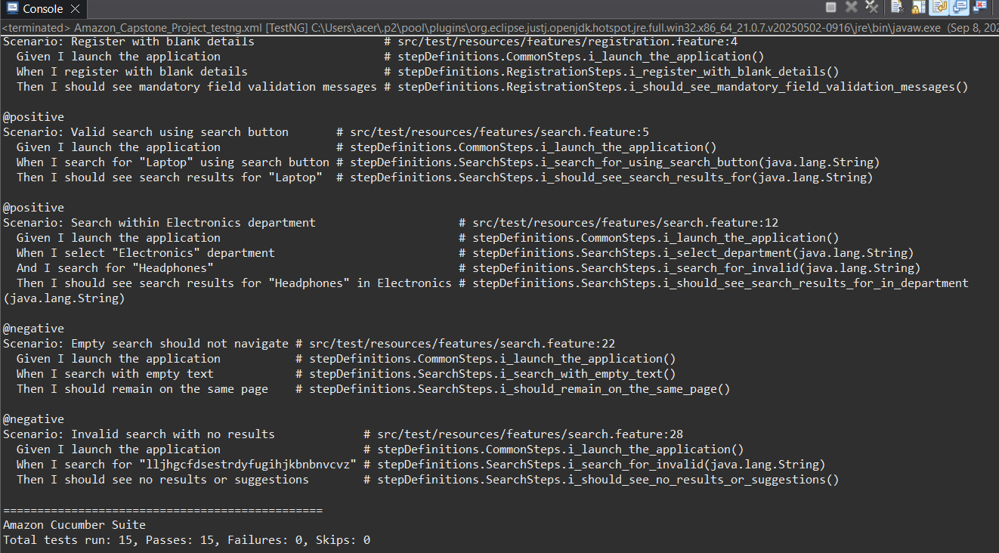 Console
<terminated> Amazon_Capstone_Project_testng.xml [TestNG] C:\Users\acer\.p2\pool\plugins\org.eclipse.justj.openjdk.hotspot.jre.full.win32.x86_64_21.0.7.v20250502-0916\jre\bin\javaw.exe (Sep 8, 202
Scenario: Register with blank details # src/test/resources/features/registration.feature:4
Given I launch the application # stepDefinitions.CommonSteps.i_launch_the_application()
When I register with blank details # stepDefinitions.RegistrationSteps.i_register_with_blank_details()
Then I should see mandatory field validation messages # stepDefinitions.RegistrationSteps.i_should_see_mandatory_field_validation_messages()
@positive
Scenario: Valid search using search button # src/test/resources/features/search.feature:5
Given I launch the application # stepDefinitions.CommonSteps.i_launch_the_application()
When I search for "Laptop" using search button # stepDefinitions.SearchSteps.i_search_for_using_search_button(java.lang.String)
Then I should see search results for "Laptop" # stepDefinitions.SearchSteps.i_should_see_search_results_for(java.lang.String)
@positive
Scenario: Search within Electronics department # src/test/resources/features/search.feature:12
Given I launch the application # stepDefinitions.CommonSteps.i_launch_the_application()
When I select "Electronics" department # stepDefinitions.SearchSteps.i_select_department(java.lang.String)
And I search for "Headphones" # stepDefinitions.SearchSteps.i_search_for_invalid(java.lang.String)
Then I should see search results for "Headphones" in Electronics # stepDefinitions.SearchSteps.i_should_see_search_results_for_in_department
(java.lang.String)
@negative
Scenario: Empty search should not navigate # src/test/resources/features/search.feature:22
Given I launch the application # stepDefinitions.CommonSteps.i_launch_the_application()
When I search with empty text # stepDefinitions.SearchSteps.i_search_with_empty_text()
Then I should remain on the same page # stepDefinitions.SearchSteps.i_should_remain_on_the_same_page()
@negative
Scenario: Invalid search with no results # src/test/resources/features/search.feature:28
Given I launch the application # stepDefinitions.CommonSteps.i_launch_the_application()
When I search for "lljhgcfdsestrdyfugihjkbnbnvcvz" # stepDefinitions.SearchSteps.i_search_for_invalid(java.lang.String)
Then I should see no results or suggestions # stepDefinitions.SearchSteps.i_should_see_no_results_or_suggestions()
===============================================
Amazon Cucumber Suite
Total tests run: 15, Passes: 15, Failures: 0, Skips: 0